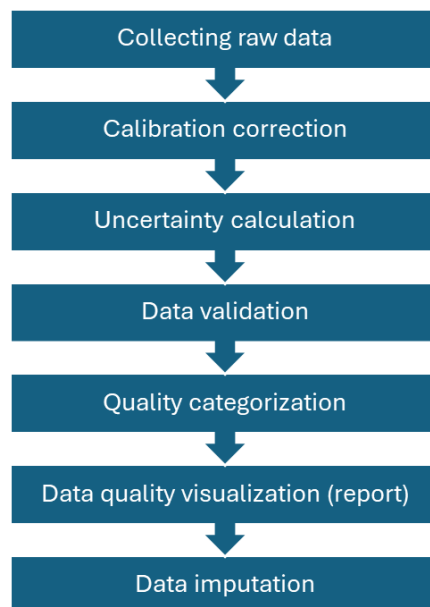 Collecting raw data
Calibration correction
Uncertainty calculation
Data validation
Quality categorization
Data quality visualization (report)
Data imputation